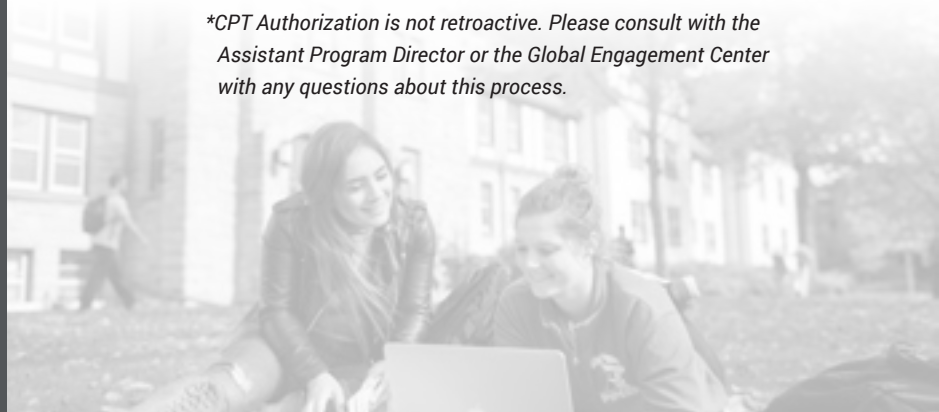 *CPT Authorization is not retroactive. Please consult with the
Assistant Program Director or the Global Engagement Center
with any questions about this process.